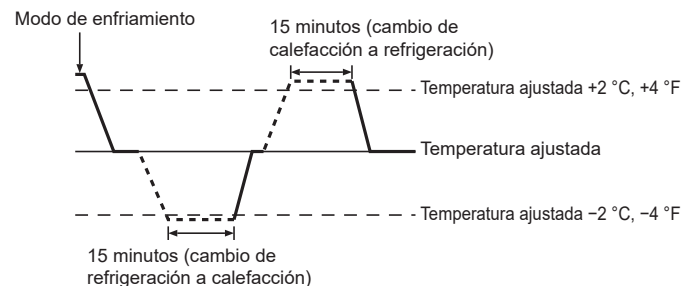 Modo de enfriamiento
15 minutos (cambio de
calefacción a refrigeración)
Temperatura ajustada +2 °C, +4 °F
Temperatura ajustada
Temperatura ajustada −2 °C, −4 °F
15 minutos (cambio de
refrigeración a calefacción)